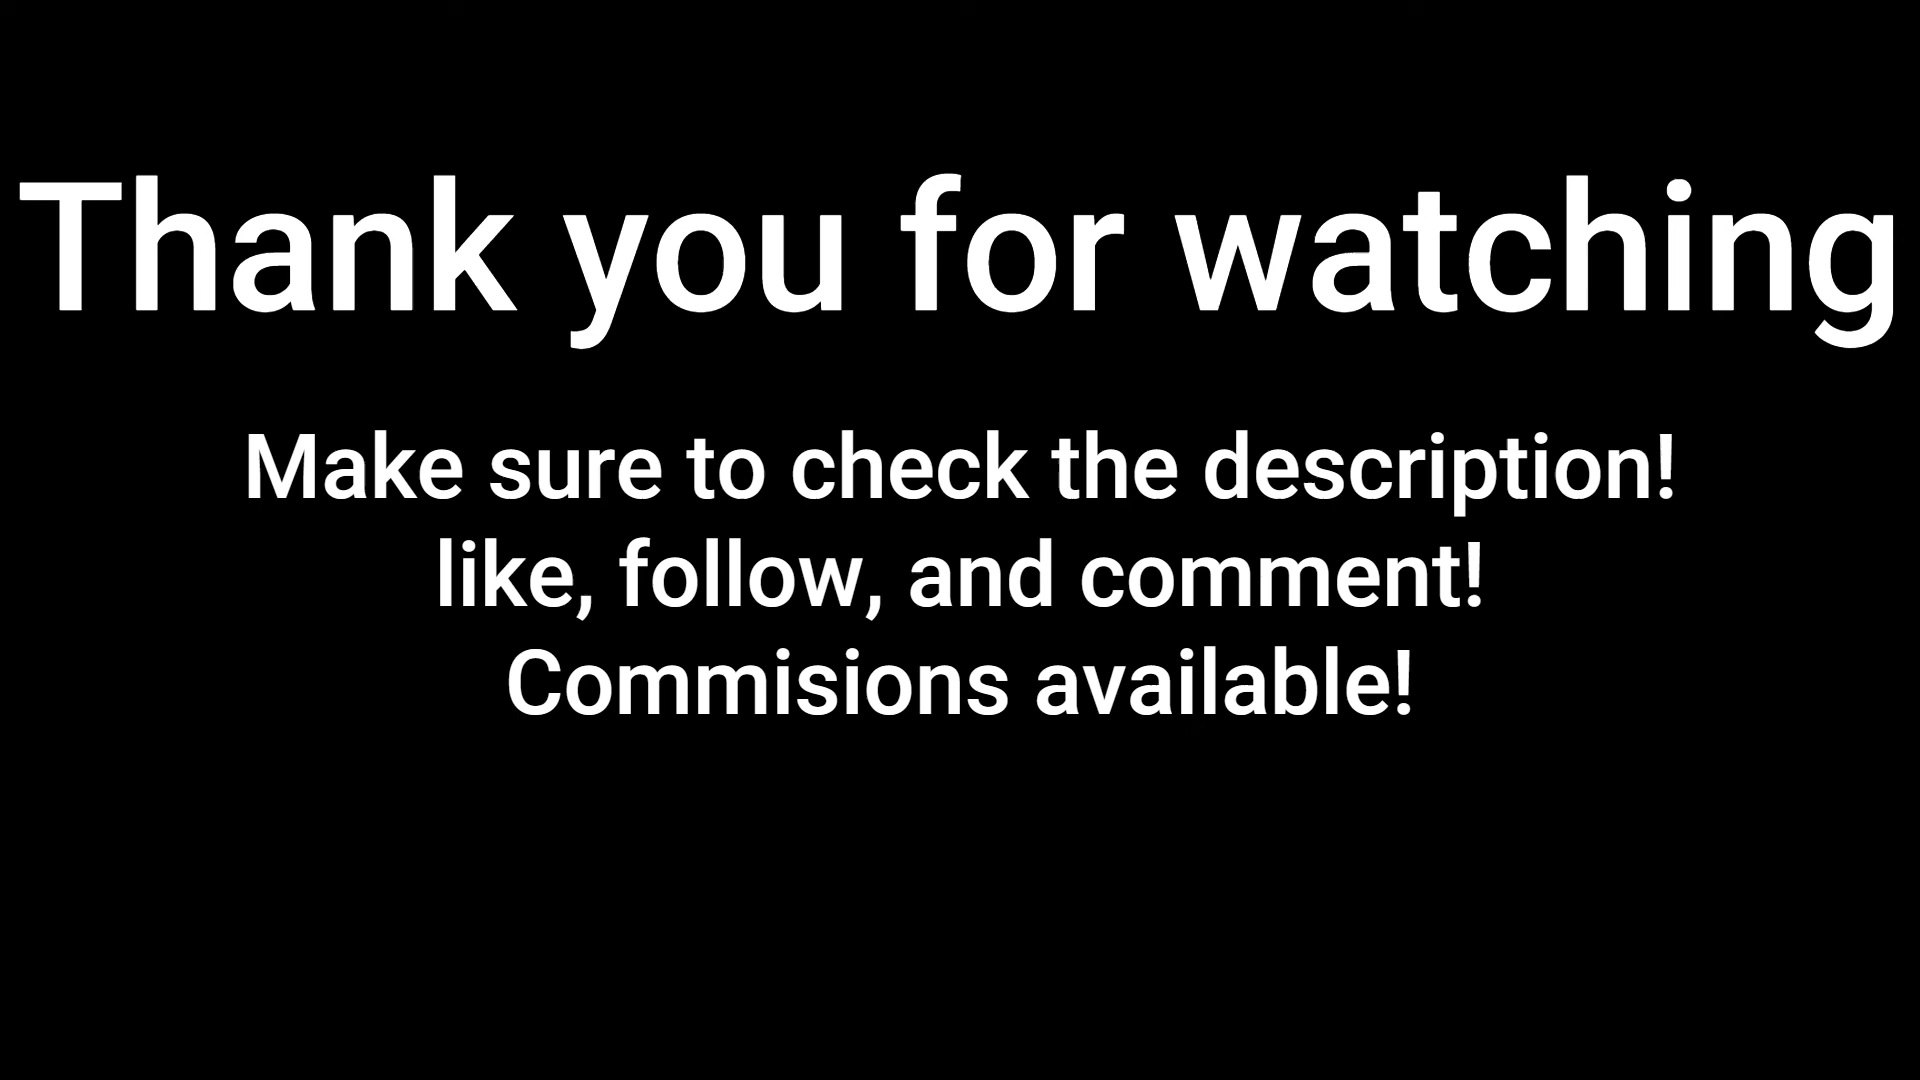 Thank you for watching
Make sure to check the description!
like, follow, and comment!
Commisions available!